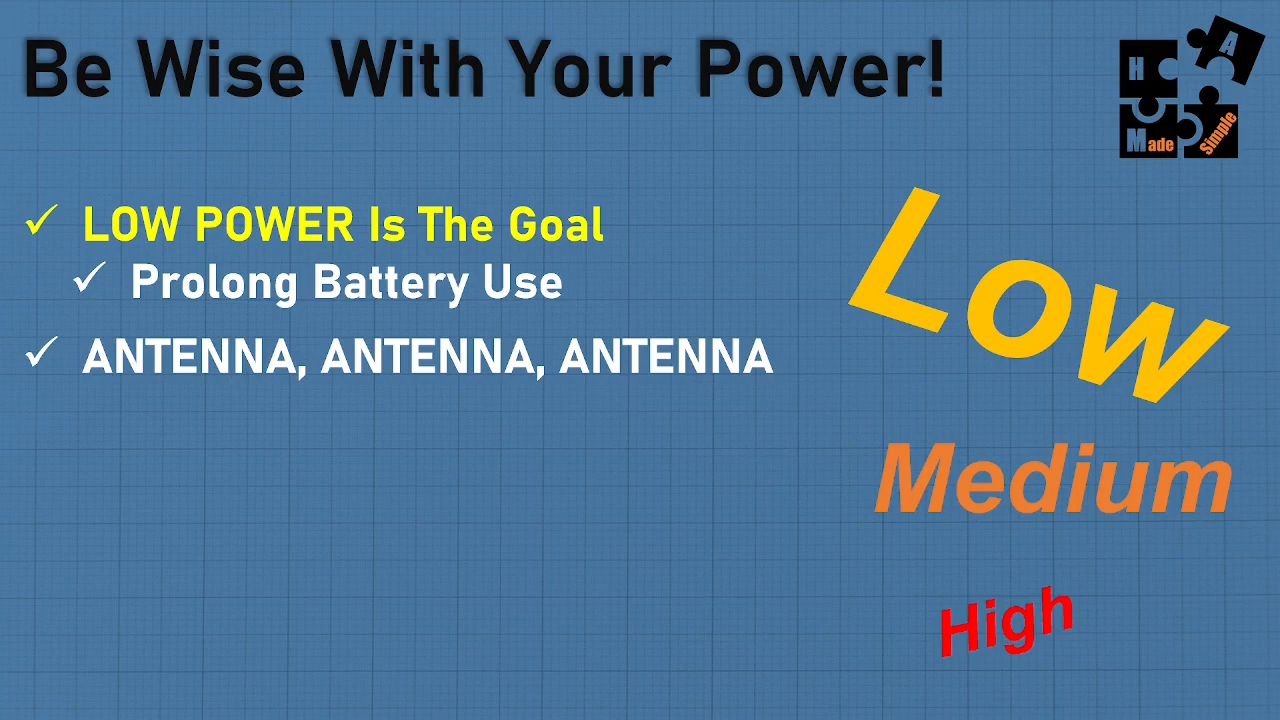 Be Wise With Your Power!
H A
Made Simple
✓ LOW POWER Is The Goal
✓ Prolong Battery Use
✓ ANTENNA, ANTENNA, ANTENNA
Low
Medium
High